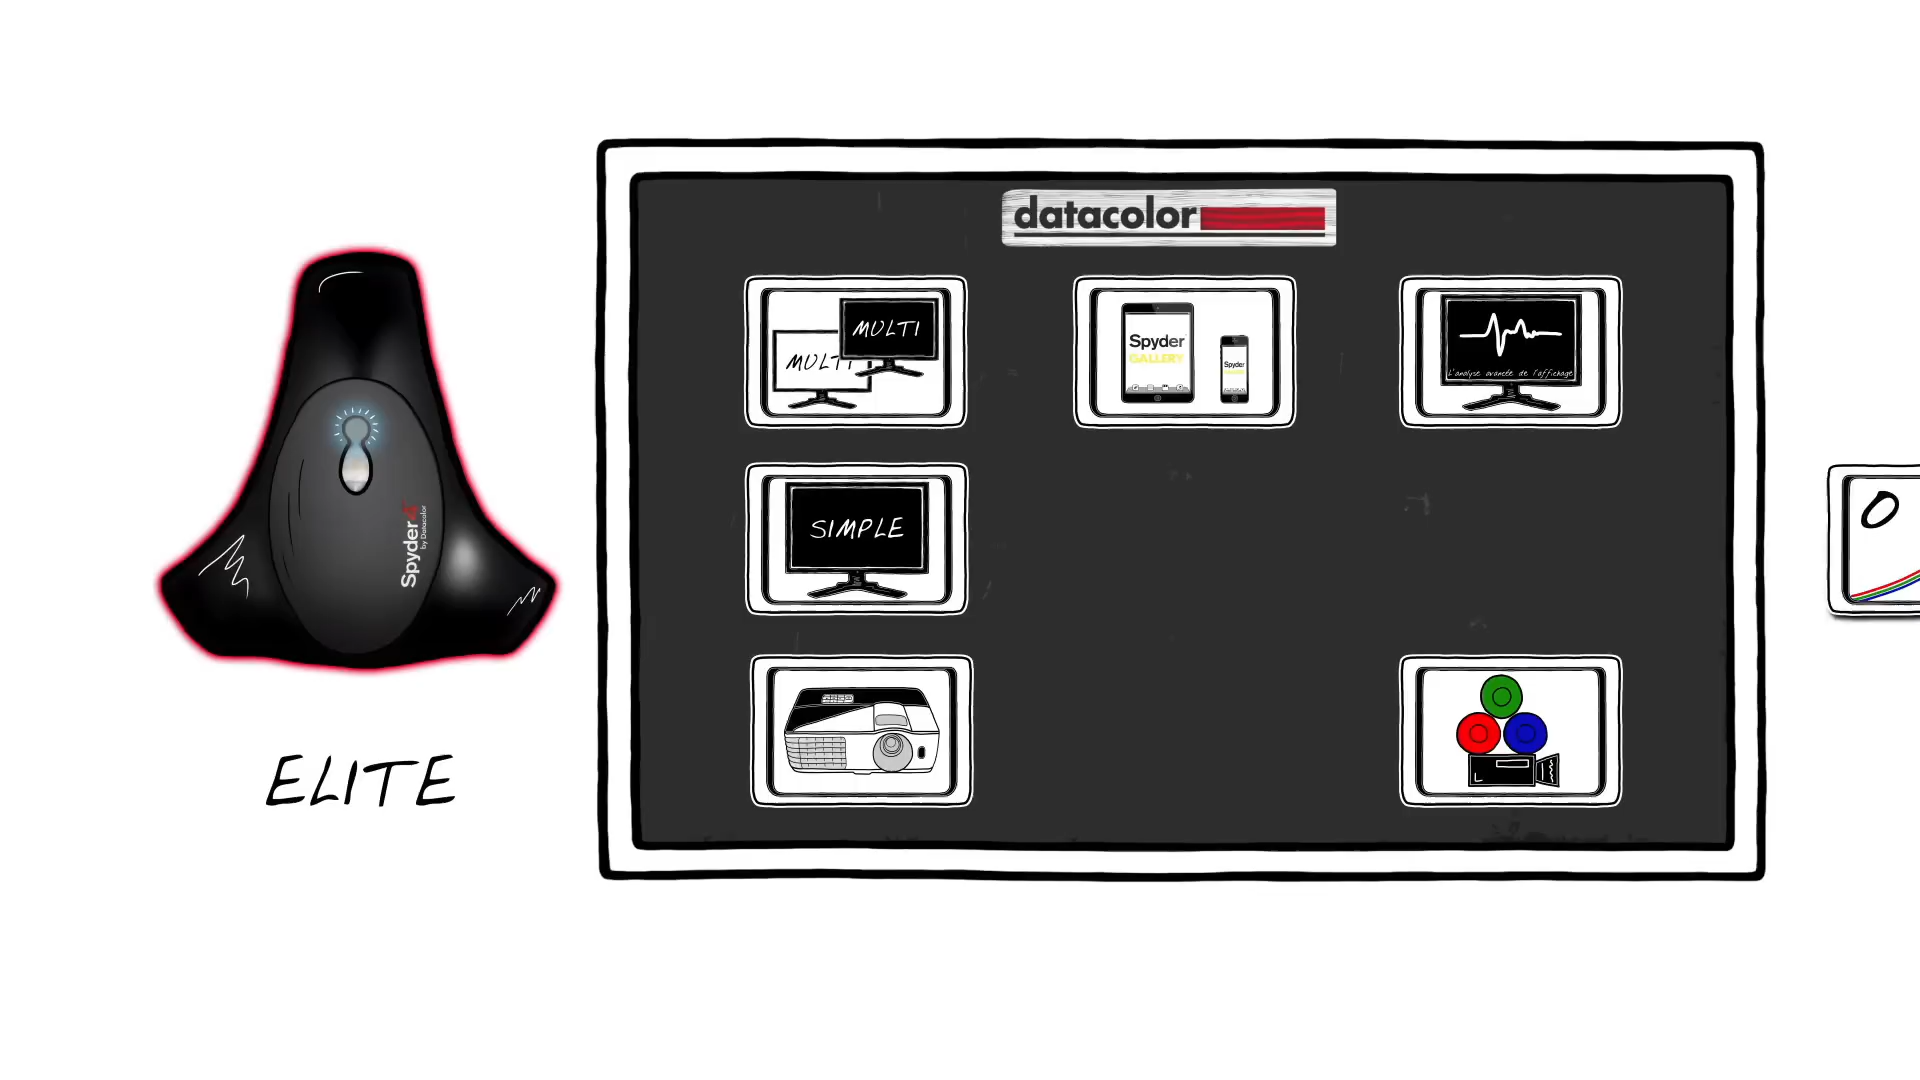 datacolor
MULTI
MULTI
Spyder
GALLERY
Spyder
L'analyse avancée de l'affichage
SIMPLE
O
Spyder4
by Datacolor
ELITE